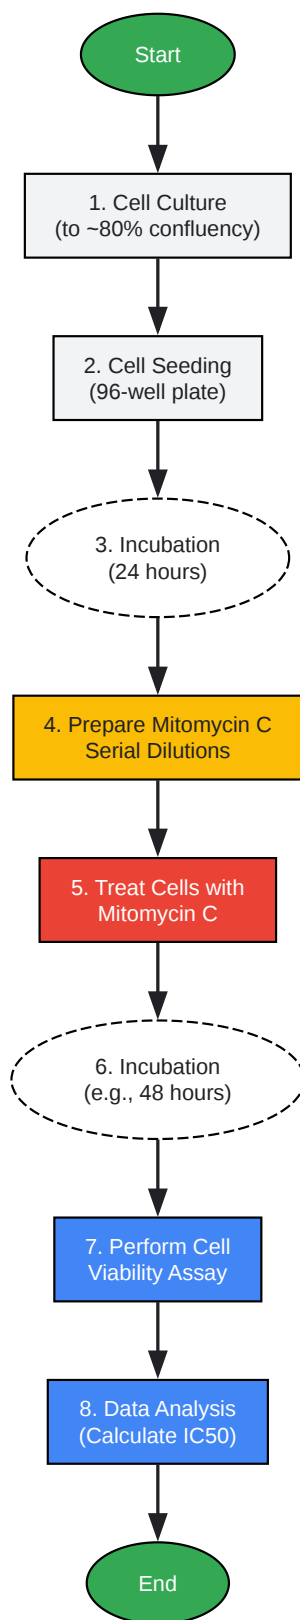 Start
1. Cell Culture
(to ~80% confluency)
2. Cell Seeding
(96-well plate)
3. Incubation
(24 hours)
4. Prepare Mitomycin C
Serial Dilutions
5. Treat Cells with
Mitomycin C
6. Incubation
(e.g., 48 hours)
7. Perform Cell
Viability Assay
8. Data Analysis
(Calculate IC50)
End